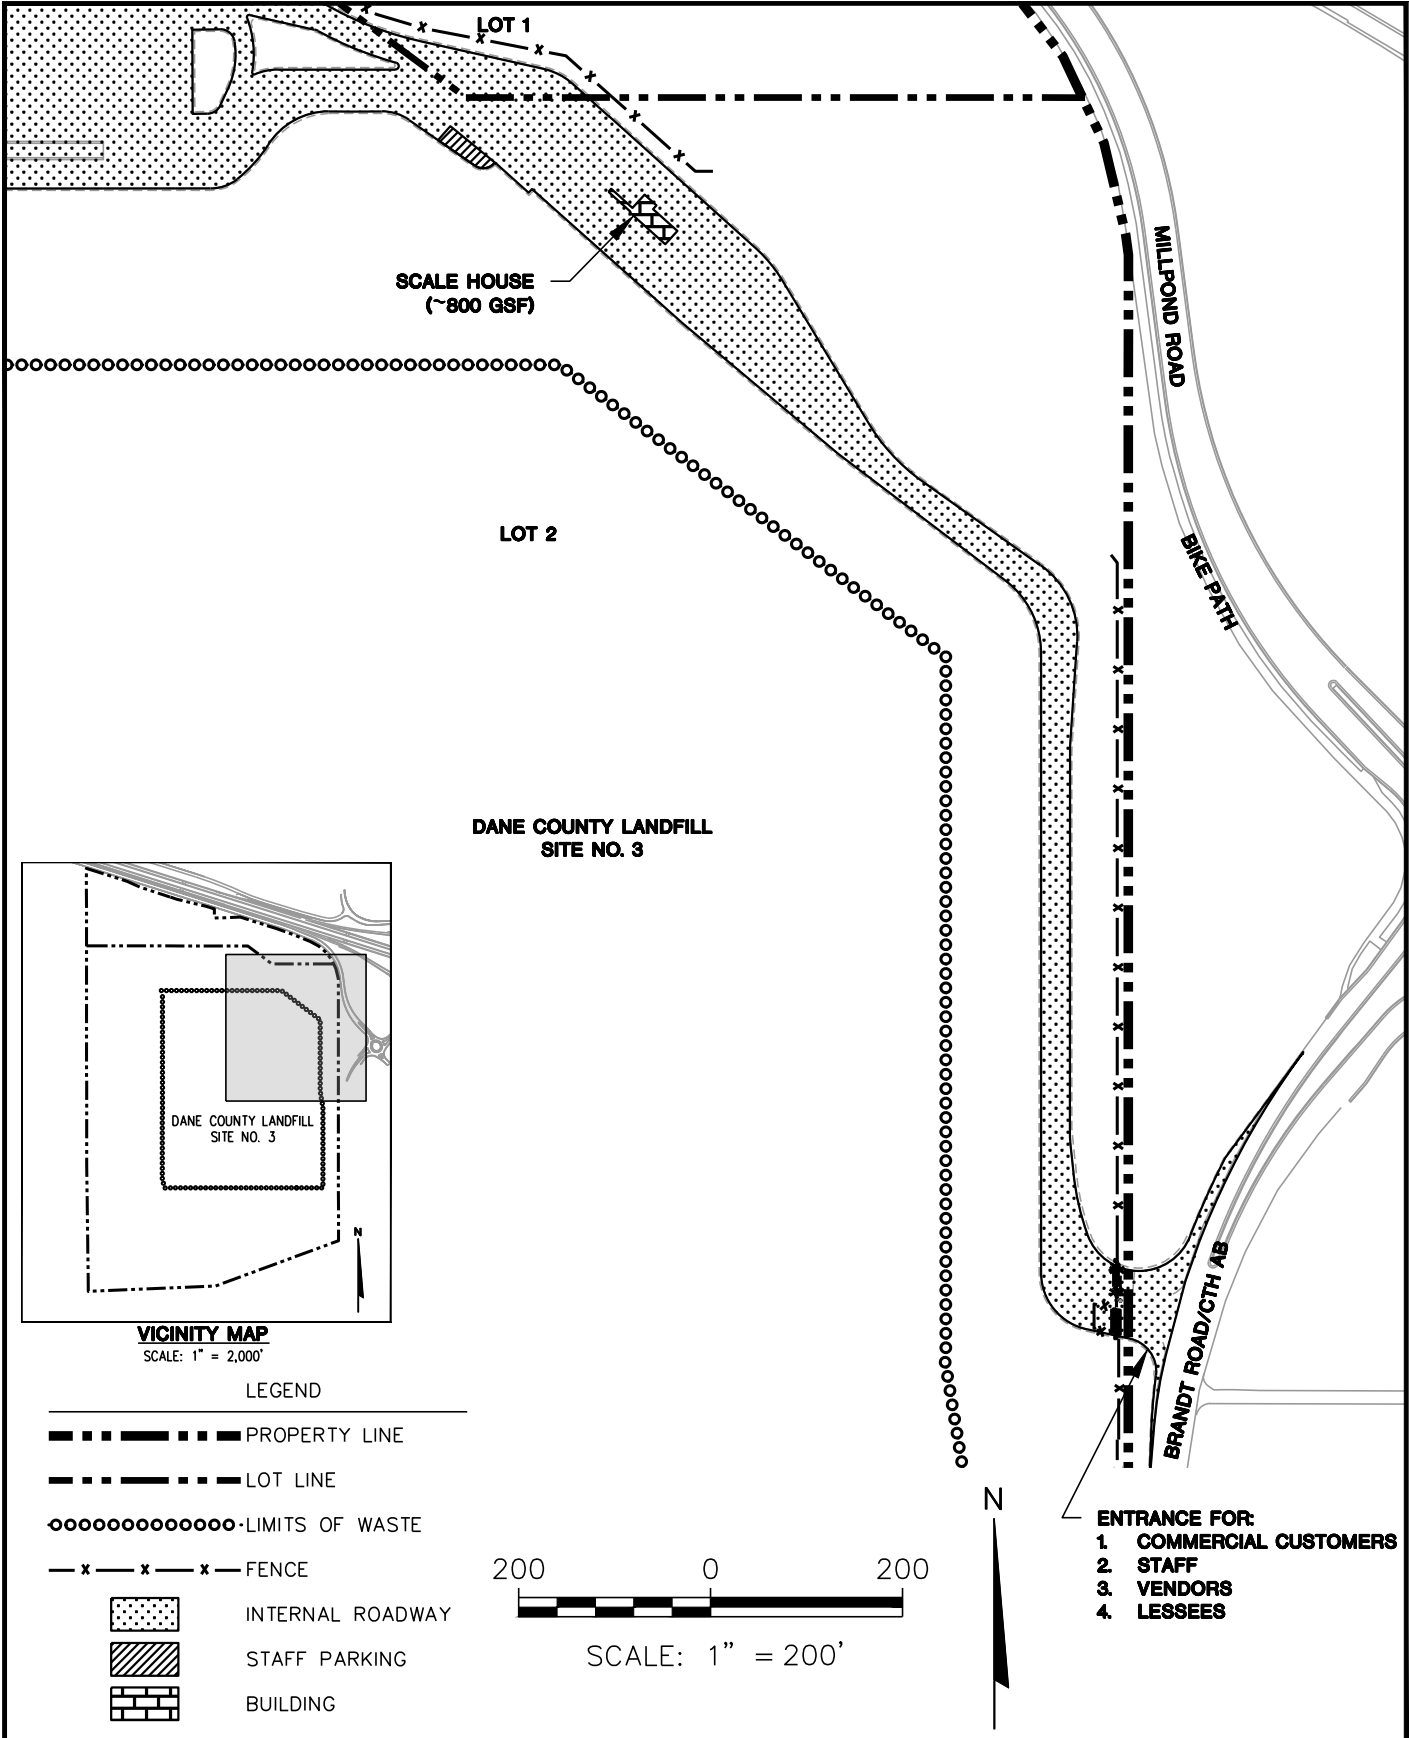 LOT 1
SCALE HOUSE
(~800 GSF)
MILLPOND ROAD
BIKE PATH
LOT 2
DANE COUNTY LANDFILL
SITE NO. 3
DANE COUNTY LANDFILL
SITE NO. 3
N
VICINITY MAP
SCALE: 1" = 2,000'
BRANDT ROAD/CTH AB
LEGEND
PROPERTY LINE
LOT LINE
LIMITS OF WASTE
FENCE
INTERNAL ROADWAY
STAFF PARKING
BUILDING
200 0 200
SCALE: 1" = 200'
N
ENTRANCE FOR:
1. COMMERCIAL CUSTOMERS
2. STAFF
3. VENDORS
4. LESSEES